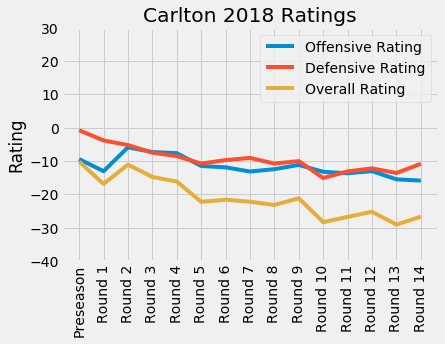 Carlton 2018 Ratings
Offensive Rating
Defensive Rating
Overall Rating
Rating
30
20
10
0
−10
−20
−30
−40
Preseason
Round 1
Round 2
Round 3
Round 4
Round 5
Round 6
Round 7
Round 8
Round 9
Round 10
Round 11
Round 12
Round 13
Round 14